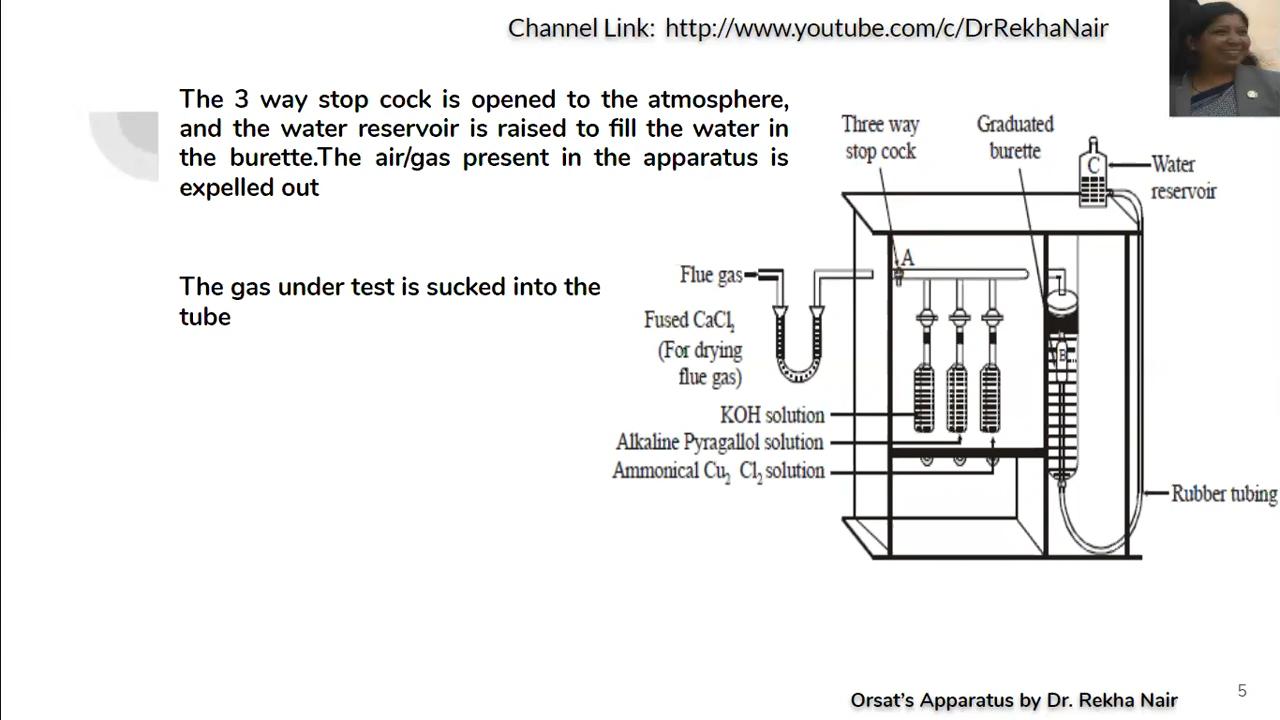 Channel Link: http://www.youtube.com/c/DrRekhaNair
The 3 way stop cock is opened to the atmosphere,
and the water reservoir is raised to fill the water in
the burette.The air/gas present in the apparatus is
expelled out
The gas under test is sucked into the
tube
Three way
stop cock
Graduated
burette
C
Water
reservoir
A
Flue gas
Fused CaCl₂
(For drying
flue gas)
B
KOH solution
Alkaline Pyragallol solution
Ammonical Cu₂ Cl₂ solution
Rubber tubing
Orsat's Apparatus by Dr. Rekha Nair
5